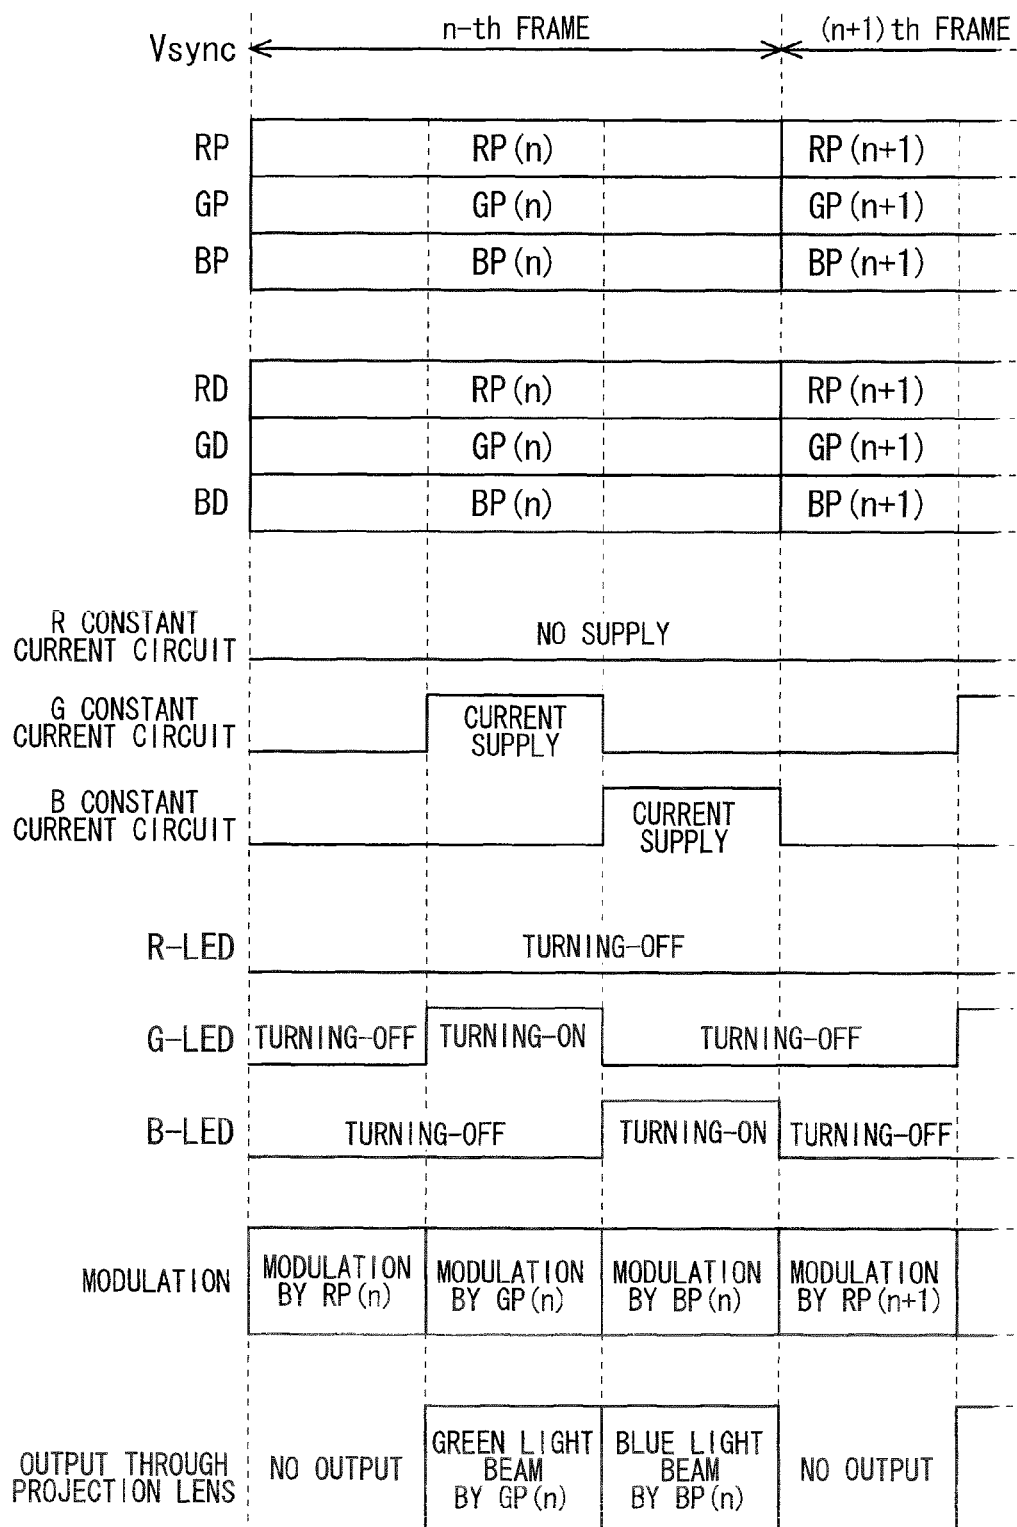 Vsync n-th FRAME (n+1)th FRAME
RP RP(n) RP(n+1)
GP GP(n) GP(n+1)
BP BP(n) BP(n+1)
RD RP(n) RP(n+1)
GD GP(n) GP(n+1)
BD BP(n) BP(n+1)
R CONSTANT
CURRENT CIRCUIT
NO SUPPLY
G CONSTANT
CURRENT CIRCUIT
CURRENT
SUPPLY
B CONSTANT
CURRENT CIRCUIT
CURRENT
SUPPLY
R-LED TURNING-OFF
G-LED TURNING-OFF TURNING-ON TURNING-OFF
B-LED TURNING-OFF TURNING-ON TURNING-OFF
MODULATION
MODULATION
BY RP(n)
MODULATION
BY GP(n)
MODULATION
BY BP(n)
MODULATION
BY RP(n+1)
OUTPUT THROUGH
PROJECTION LENS
NO OUTPUT
GREEN LIGHT
BEAM
BY GP(n)
BLUE LIGHT
BEAM
BY BP(n)
NO OUTPUT